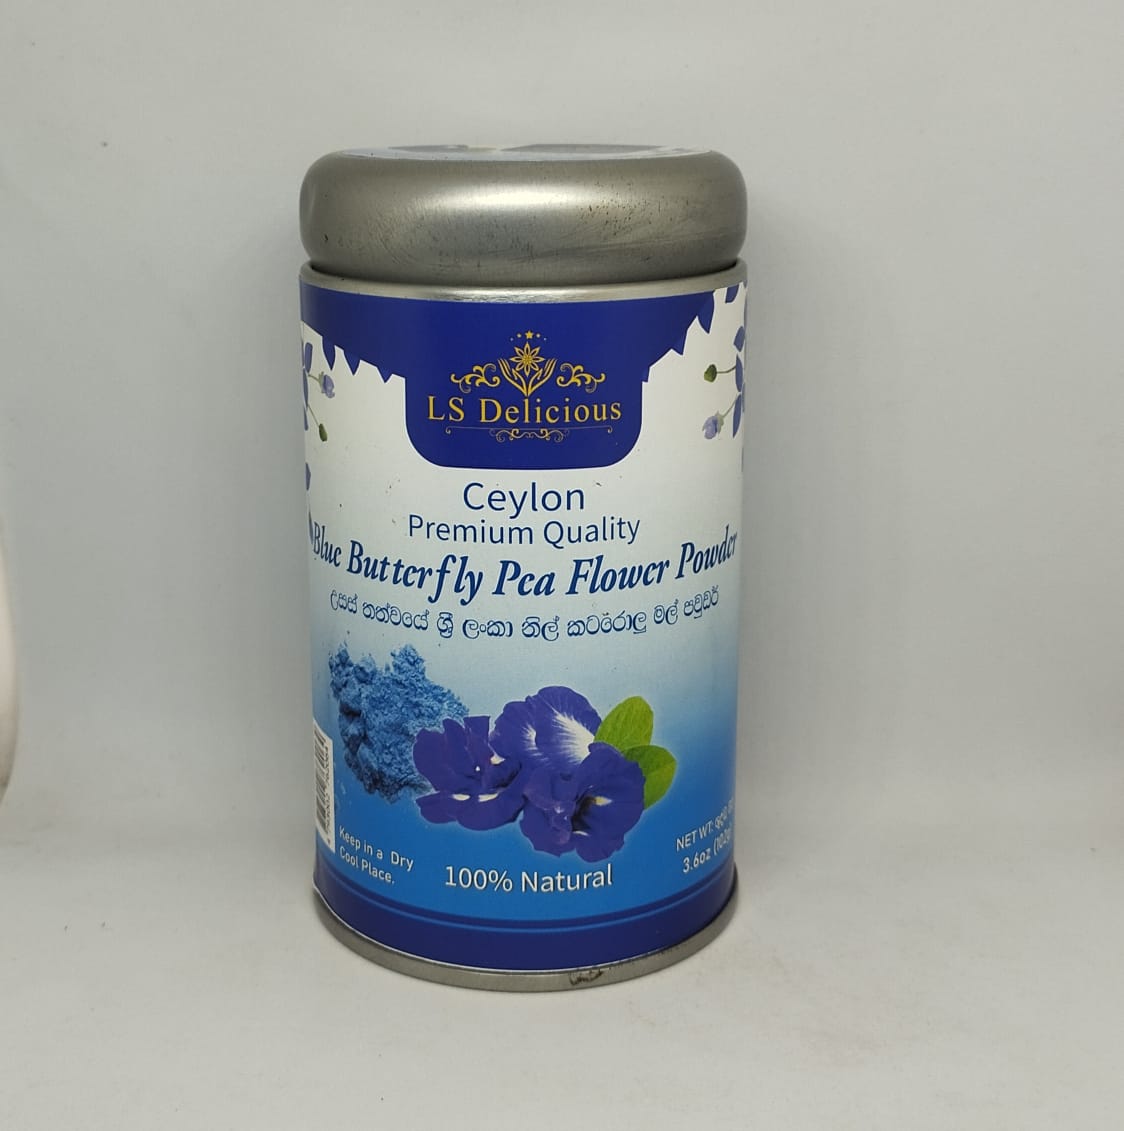 LS Delicious
Ceylon
Premium Quality
Blue Butterfly Pea Flower Powder
උසස් තත්වයේ ශ්‍රී ලංකා නිල් කටරොලු මල් පවුඩර්
Keep in a Dry
Cool Place.
100% Natural
NET WT:
3.6oz (102g